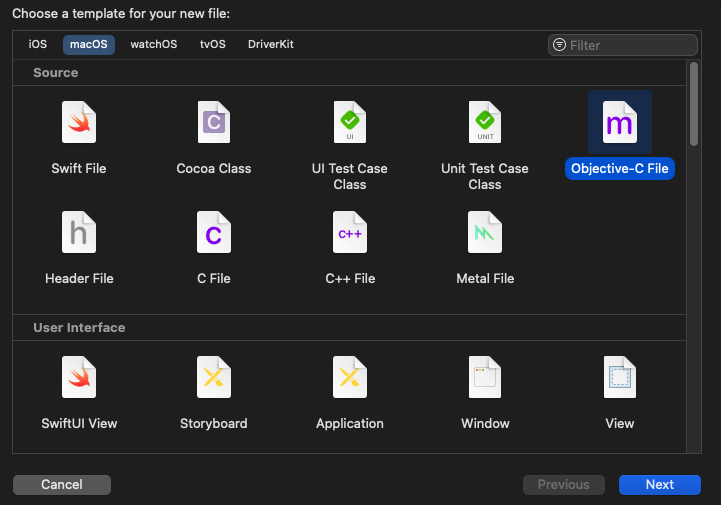 Choose a template for your new file:
iOS macOS watchOS tvOS DriverKit Filter
Source
C UI UNIT m
Swift File Cocoa Class UI Test Case Class Unit Test Case Class Objective-C File
h C C++
Header File C File C++ File Metal File
User Interface
SwiftUI View Storyboard Application Window View
Cancel Previous Next